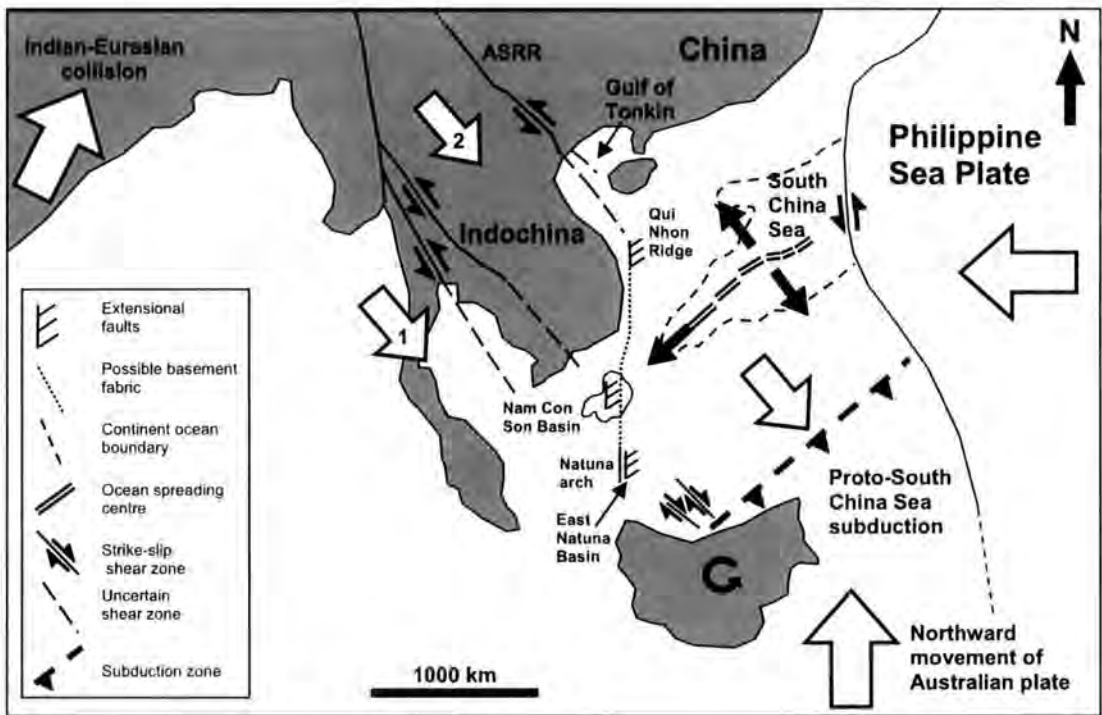 Indian-Eurasian
collision
ASRR
China
N
Gulf of
Tonkin
2
Philippine
Sea Plate
South
China
Sea
Qui
Nhon
Ridge
Indochina
1
Extensional
faults
Possible basement
fabric
Continent ocean
boundary
Ocean spreading
centre
Strike-slip
shear zone
Uncertain
shear zone
Subduction zone
Nam Con
Son Basin
Natuna
arch
East
Natuna
Basin
Proto-South
China Sea
subduction
1000 km
Northward
movement of
Australian plate